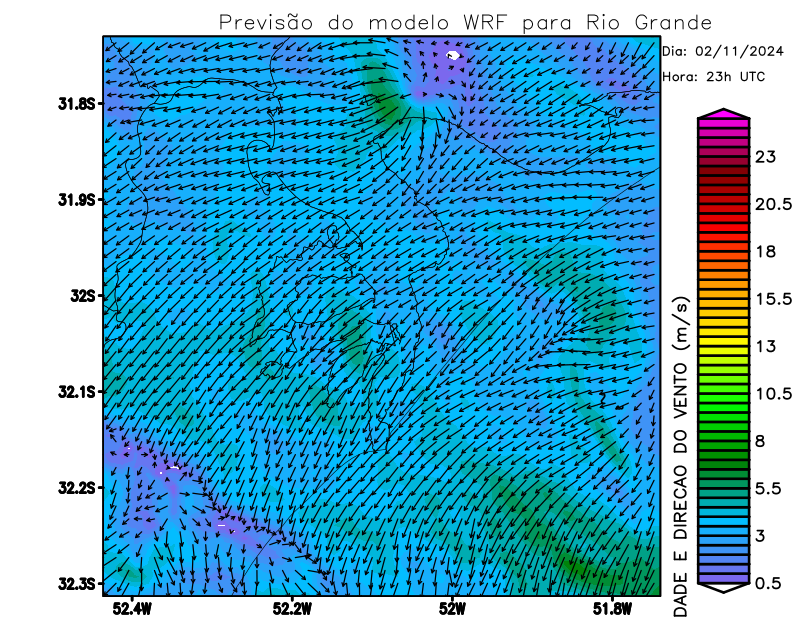 Previsão do modelo WRF para Rio Grande
Dia: 02/11/2024
Hora: 23h UTC
31.8S
31.9S
32S
32.1S
32.2S
32.3S
52.4W
52.2W
52W
51.8W
23
20.5
18
15.5
13
10.5
8
5.5
3
0.5
DADE E DIRECAO DO VENTO (m/s)